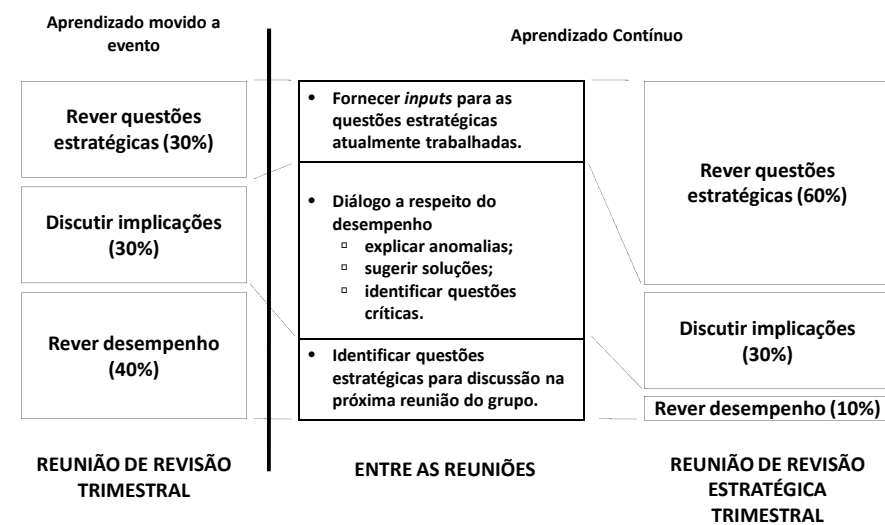 Aprendizado movido a
evento
Aprendizado Contínuo
Rever questões
estratégicas (30%)
Discutir implicações
(30%)
Rever desempenho
(40%)
• Fornecer inputs para as
questões estratégicas
atualmente trabalhadas.
• Diálogo a respeito do
desempenho
▫ explicar anomalias;
▫ sugerir soluções;
▫ identificar questões
críticas.
• Identificar questões
estratégicas para discussão na
próxima reunião do grupo.
Rever questões
estratégicas (60%)
Discutir implicações
(30%)
Rever desempenho (10%)
REUNIÃO DE REVISÃO
TRIMESTRAL
ENTRE AS REUNIÕES
REUNIÃO DE REVISÃO
ESTRATÉGICA
TRIMESTRAL